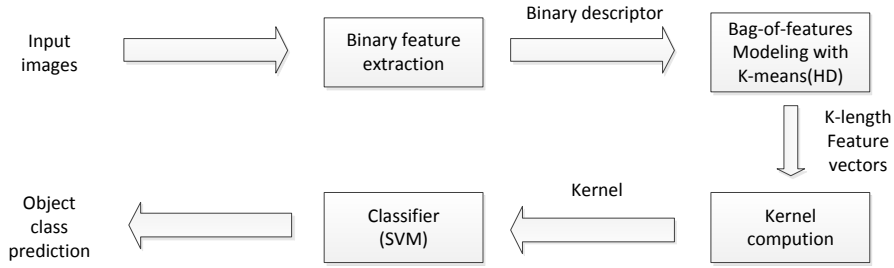 Input
images
Binary feature
extraction
Binary descriptor
Bag-of-features
Modeling with
K-means(HD)
K-length
Feature
vectors
Kernel
compution
Kernel
Classifier
(SVM)
Object
class
prediction